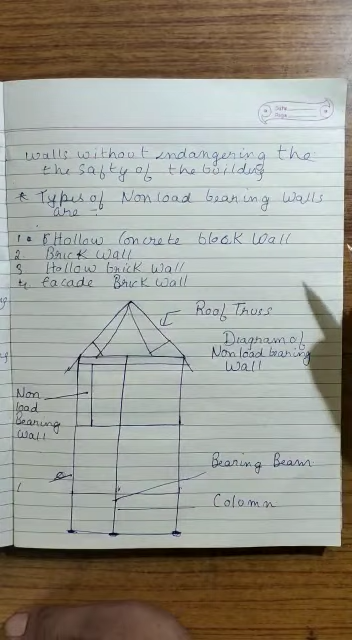 Date
Page
walls without endangering the
the safty of the building
* Types of Non load bearing walls
are :-
1. Hollow Concrete block Wall
2. Brick Wall
3 Hollow brick Wall
4. facade Brick Wall
Roof Truss
Diagram of
Non load bearing
Wall
Non
load
Bearing
Wall
Bearing Beam
Column